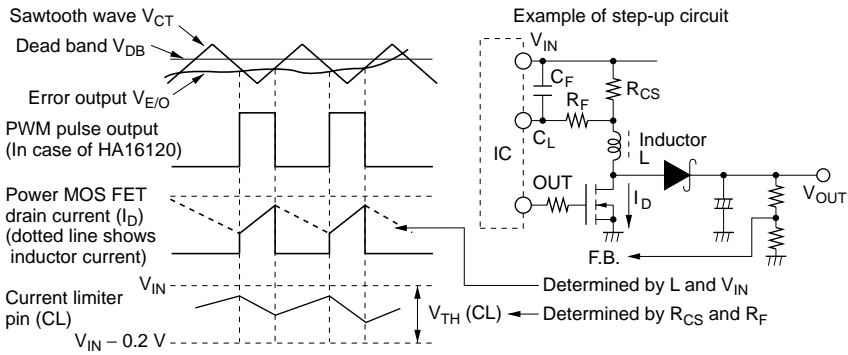 Sawtooth wave V_CT
Dead band V_DB
Error output V_E/O
PWM pulse output
(In case of HA16120)
Power MOS FET
drain current (I_D)
(dotted line shows
inductor current)
V_IN
Current limiter
pin (CL)
V_IN – 0.2 V
V_TH (CL)
Determined by L and V_IN
Determined by R_CS and R_F
Example of step-up circuit
V_IN
C_F
R_F
R_CS
C_L
IC
Inductor
L
OUT
I_D
V_OUT
F.B.